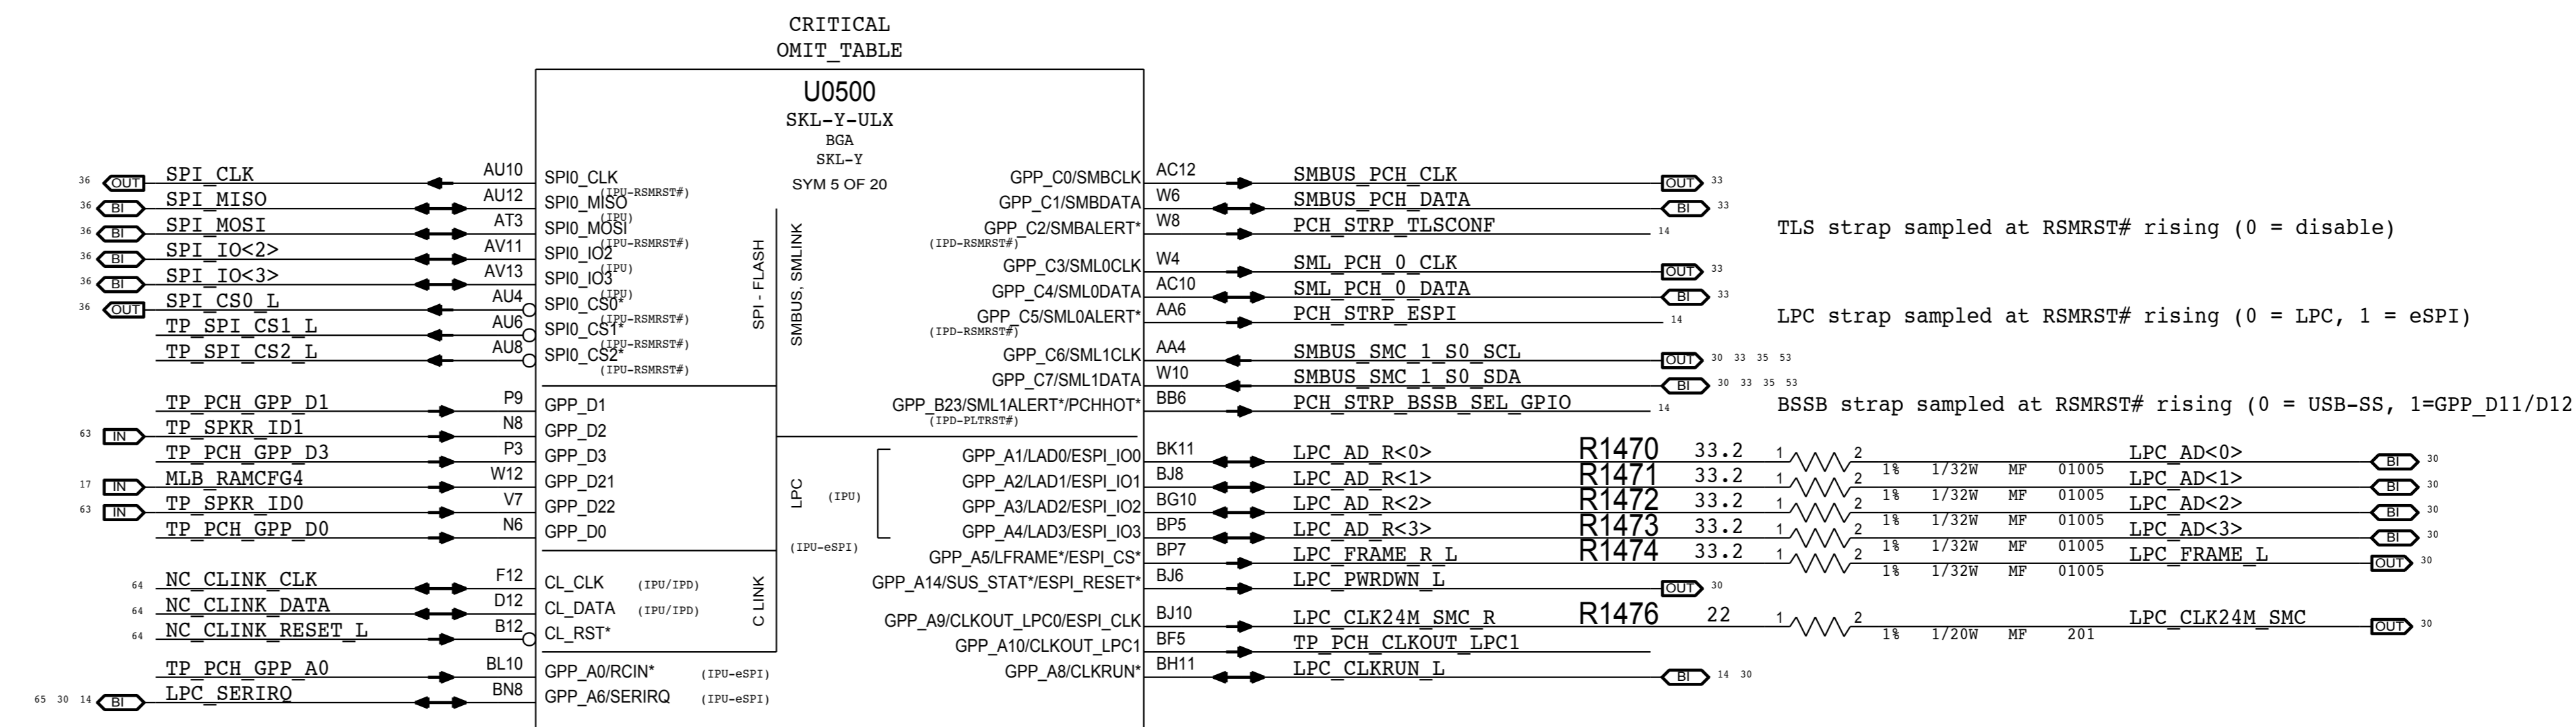 CRITICAL
OMIT_TABLE
U0500
SKL-Y-ULX
BGA
SKL-Y
SYM 5 OF 20
36 OUT SPI_CLK AU10 SPI0_CLK (IPU-RSMRST#)
36 BI SPI_MISO AU12 SPI0_MISO (IPU)
36 BI SPI_MOSI AT3 SPI0_MOSI (IPU-RSMRST#)
36 BI SPI_IO<2> AV11 SPI0_IO2 (IPU)
36 BI SPI_IO<3> AV13 SPI0_IO3 (IPU)
36 OUT SPI_CS0_L AU4 SPI0_CS0* (IPU-RSMRST#)
TP_SPI_CS1_L AU6 SPI0_CS1* (IPU-RSMRST#)
TP_SPI_CS2_L AU8 SPI0_CS2* (IPU-RSMRST#)
SPI - FLASH
SMBUS, SMLINK
TP_PCH_GPP_D1 P9 GPP_D1
63 IN TP_SPKR_ID1 N8 GPP_D2
TP_PCH_GPP_D3 P3 GPP_D3
17 IN MLB_RAMCFG4 W12 GPP_D21
63 IN TP_SPKR_ID0 V7 GPP_D22
TP_PCH_GPP_D0 N6 GPP_D0
64 NC_CLINK_CLK F12 CL_CLK (IPU/IPD)
64 NC_CLINK_DATA D12 CL_DATA (IPU/IPD)
64 NC_CLINK_RESET_L B12 CL_RST*
C LINK
TP_PCH_GPP_A0 BL10 GPP_A0/RCIN* (IPU-eSPI)
65 30 14 BI LPC_SERIRQ BN8 GPP_A6/SERIRQ (IPU-eSPI)
GPP_C0/SMBCLK AC12 SMBUS_PCH_CLK OUT 33
GPP_C1/SMBDATA W6 SMBUS_PCH_DATA BI 33
GPP_C2/SMBALERT* (IPD-RSMRST#) W8 PCH_STRP_TLSCONF 14 TLS strap sampled at RSMRST# rising (0 = disable)
GPP_C3/SML0CLK W4 SML_PCH_0_CLK OUT 33
GPP_C4/SML0DATA AC10 SML_PCH_0_DATA BI 33
GPP_C5/SML0ALERT* (IPD-RSMRST#) AA6 PCH_STRP_ESPI 14 LPC strap sampled at RSMRST# rising (0 = LPC, 1 = eSPI)
GPP_C6/SML1CLK AA4 SMBUS_SMC_1_S0_SCL OUT 30 33 35 53
GPP_C7/SML1DATA W10 SMBUS_SMC_1_S0_SDA BI 30 33 35 53
GPP_B23/SML1ALERT*/PCHHOT* (IPD-PLTRST#) BB6 PCH_STRP_BSSB_SEL_GPIO 14 BSSB strap sampled at RSMRST# rising (0 = USB-SS, 1=GPP_D11/D12
LPC
(IPU)
(IPU-eSPI)
GPP_A1/LAD0/ESPI_IO0 BK11 LPC_AD_R<0> R1470 33.2 1 2 1% 1/32W MF 01005 LPC_AD<0> BI 30
GPP_A2/LAD1/ESPI_IO1 BJ8 LPC_AD_R<1> R1471 33.2 1 2 1% 1/32W MF 01005 LPC_AD<1> BI 30
GPP_A3/LAD2/ESPI_IO2 BG10 LPC_AD_R<2> R1472 33.2 1 2 1% 1/32W MF 01005 LPC_AD<2> BI 30
GPP_A4/LAD3/ESPI_IO3 BP5 LPC_AD_R<3> R1473 33.2 1 2 1% 1/32W MF 01005 LPC_AD<3> BI 30
GPP_A5/LFRAME*/ESPI_CS* BP7 LPC_FRAME_R_L R1474 33.2 1 2 1% 1/32W MF 01005 LPC_FRAME_L OUT 30
GPP_A14/SUS_STAT*/ESPI_RESET* BJ6 LPC_PWRDWN_L OUT 30
GPP_A9/CLKOUT_LPC0/ESPI_CLK BJ10 LPC_CLK24M_SMC_R R1476 22 1 2 1% 1/20W MF 201 LPC_CLK24M_SMC OUT 30
GPP_A10/CLKOUT_LPC1 BF5 TP_PCH_CLKOUT_LPC1
GPP_A8/CLKRUN* BH11 LPC_CLKRUN_L BI 14 30